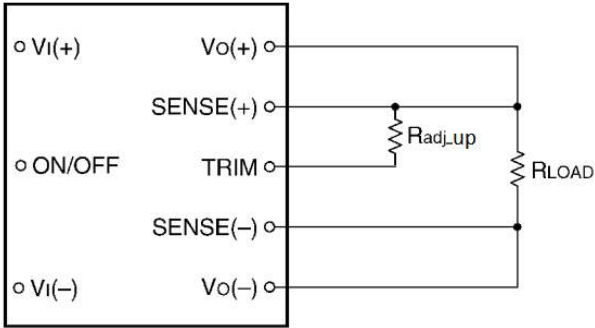 VI(+) VO(+)
SENSE(+)
Radj_up
ON/OFF TRIM RLOAD
SENSE(–)
VI(–) VO(–)